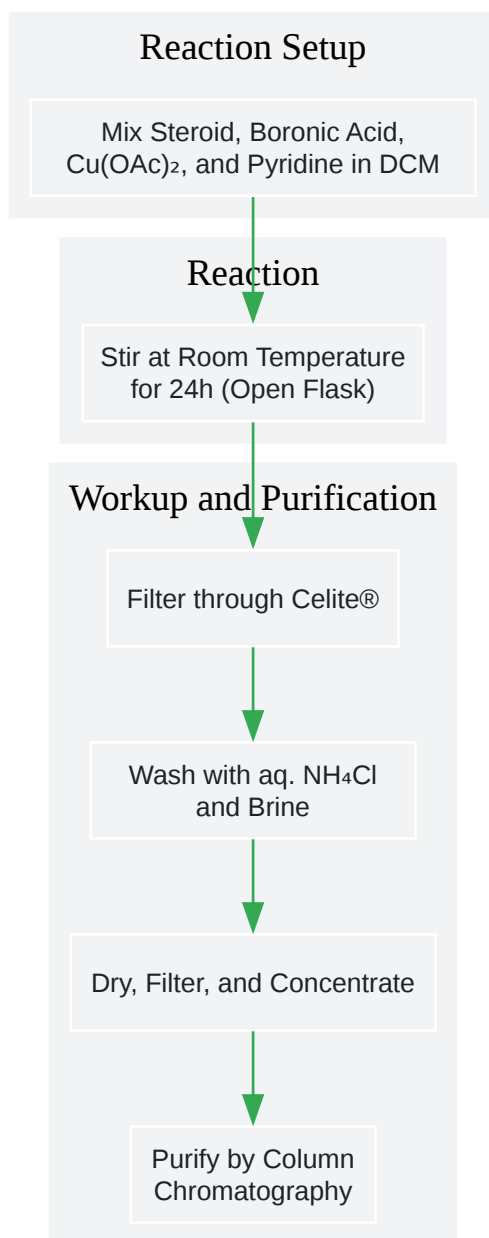 Reaction Setup
Mix Steroid, Boronic Acid,
Cu(OAc)₂, and Pyridine in DCM
Reaction
Stir at Room Temperature
for 24h (Open Flask)
Workup and Purification
Filter through Celite®
Wash with aq. NH₄Cl
and Brine
Dry, Filter, and Concentrate
Purify by Column
Chromatography